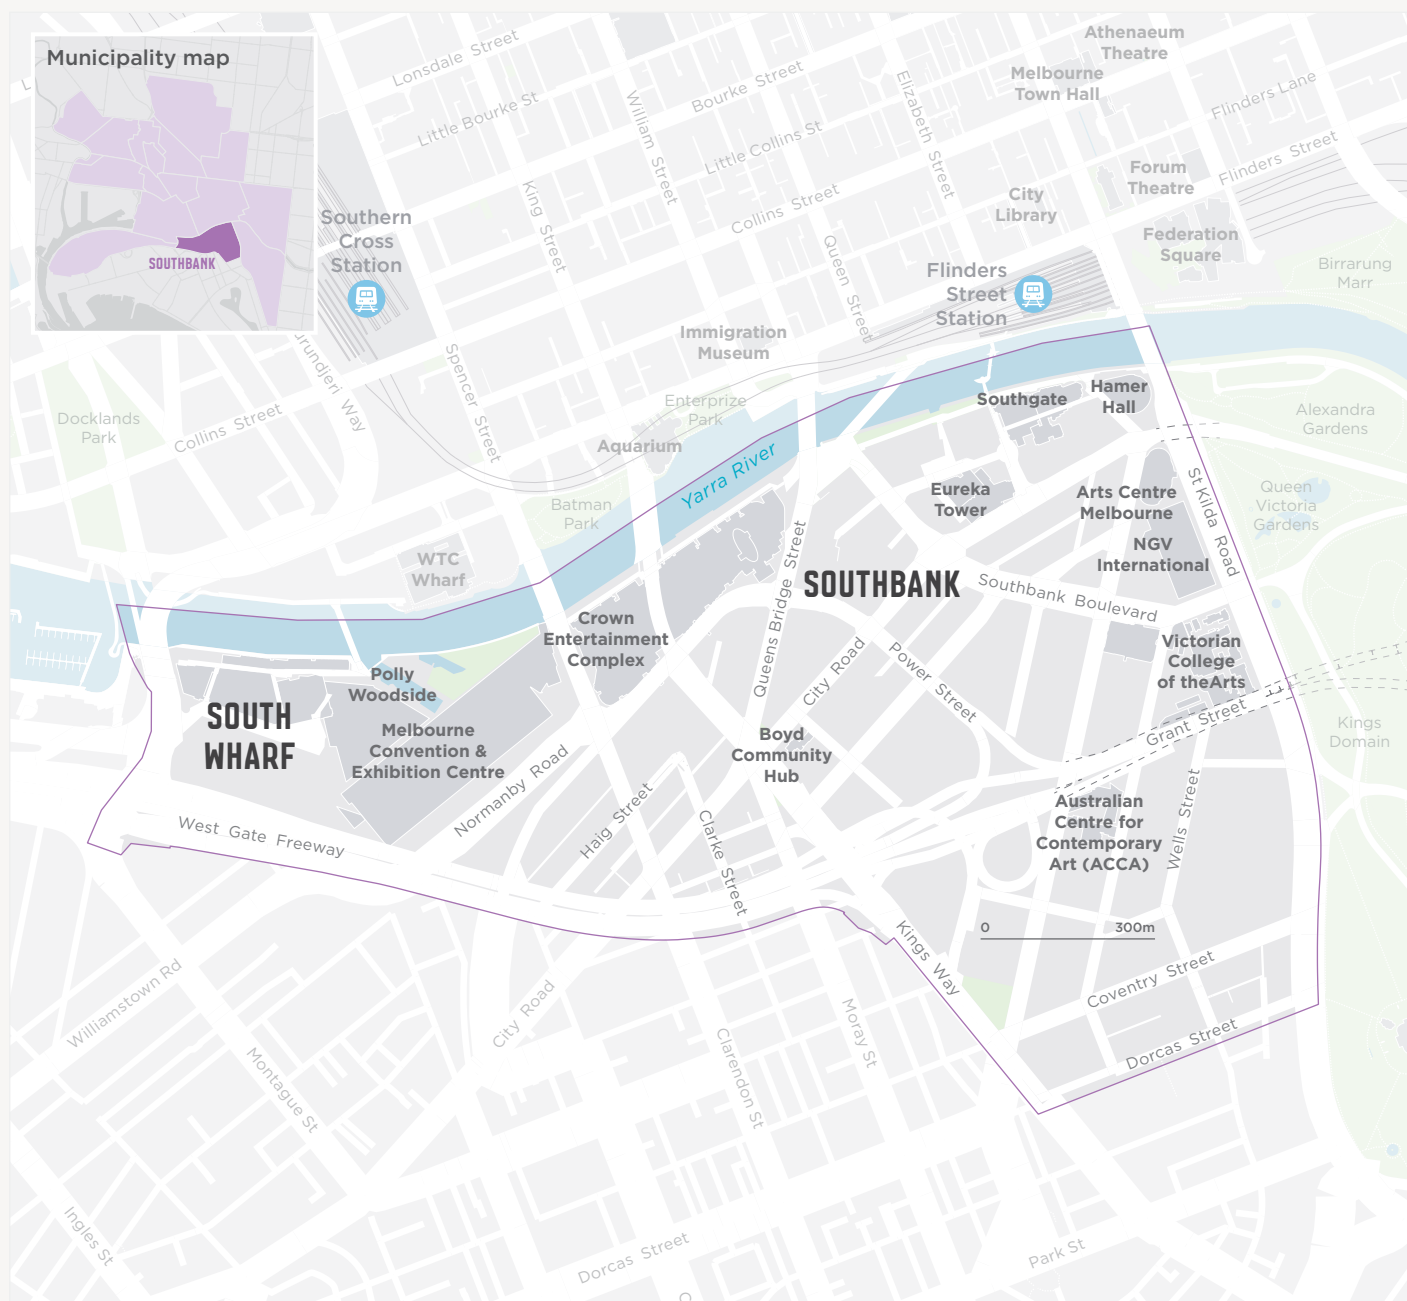 Municipality map
SOUTHBANK
Lonsdale Street
Little Bourke St
Bourke Street
Little Collins St
Collins Street
William Street
King Street
Queen Street
Elizabeth Street
Athenaeum
Theatre
Melbourne
Town Hall
Flinders Lane
Flinders Street
Forum
Theatre
City
Library
Federation
Square
Birrarung
Marr
Southern
Cross
Station
Flinders
Street
Station
Immigration
Museum
Spencer Street
Enterprize
Park
Aquarium
Docklands
Park
Collins Street
Batman
Park
WTC
Wharf
Yarra River
Southgate
Hamer
Hall
Alexandra
Gardens
Eureka
Tower
Arts Centre
Melbourne
St Kilda Road
Queen
Victoria
Gardens
NGV
International
SOUTHBANK
Southbank Boulevard
Queens Bridge Street
Crown
Entertainment
Complex
Victorian
College
of theArts
Polly
Woodside
City Road
Power Street
SOUTH
WHARF
Melbourne
Convention &
Exhibition Centre
Grant Street
Kings
Domain
Boyd
Community
Hub
Normanby Road
Haig Street
Clarke Street
Australian
Centre for
Contemporary
Art (ACCA)
Wells Street
West Gate Freeway
0 300m
Kings Way
Coventry Street
Dorcas Street
Williamstown Rd
City Road
Montague St
Clarendon St
Moray St
Ingles St
Dorcas Street
Park St